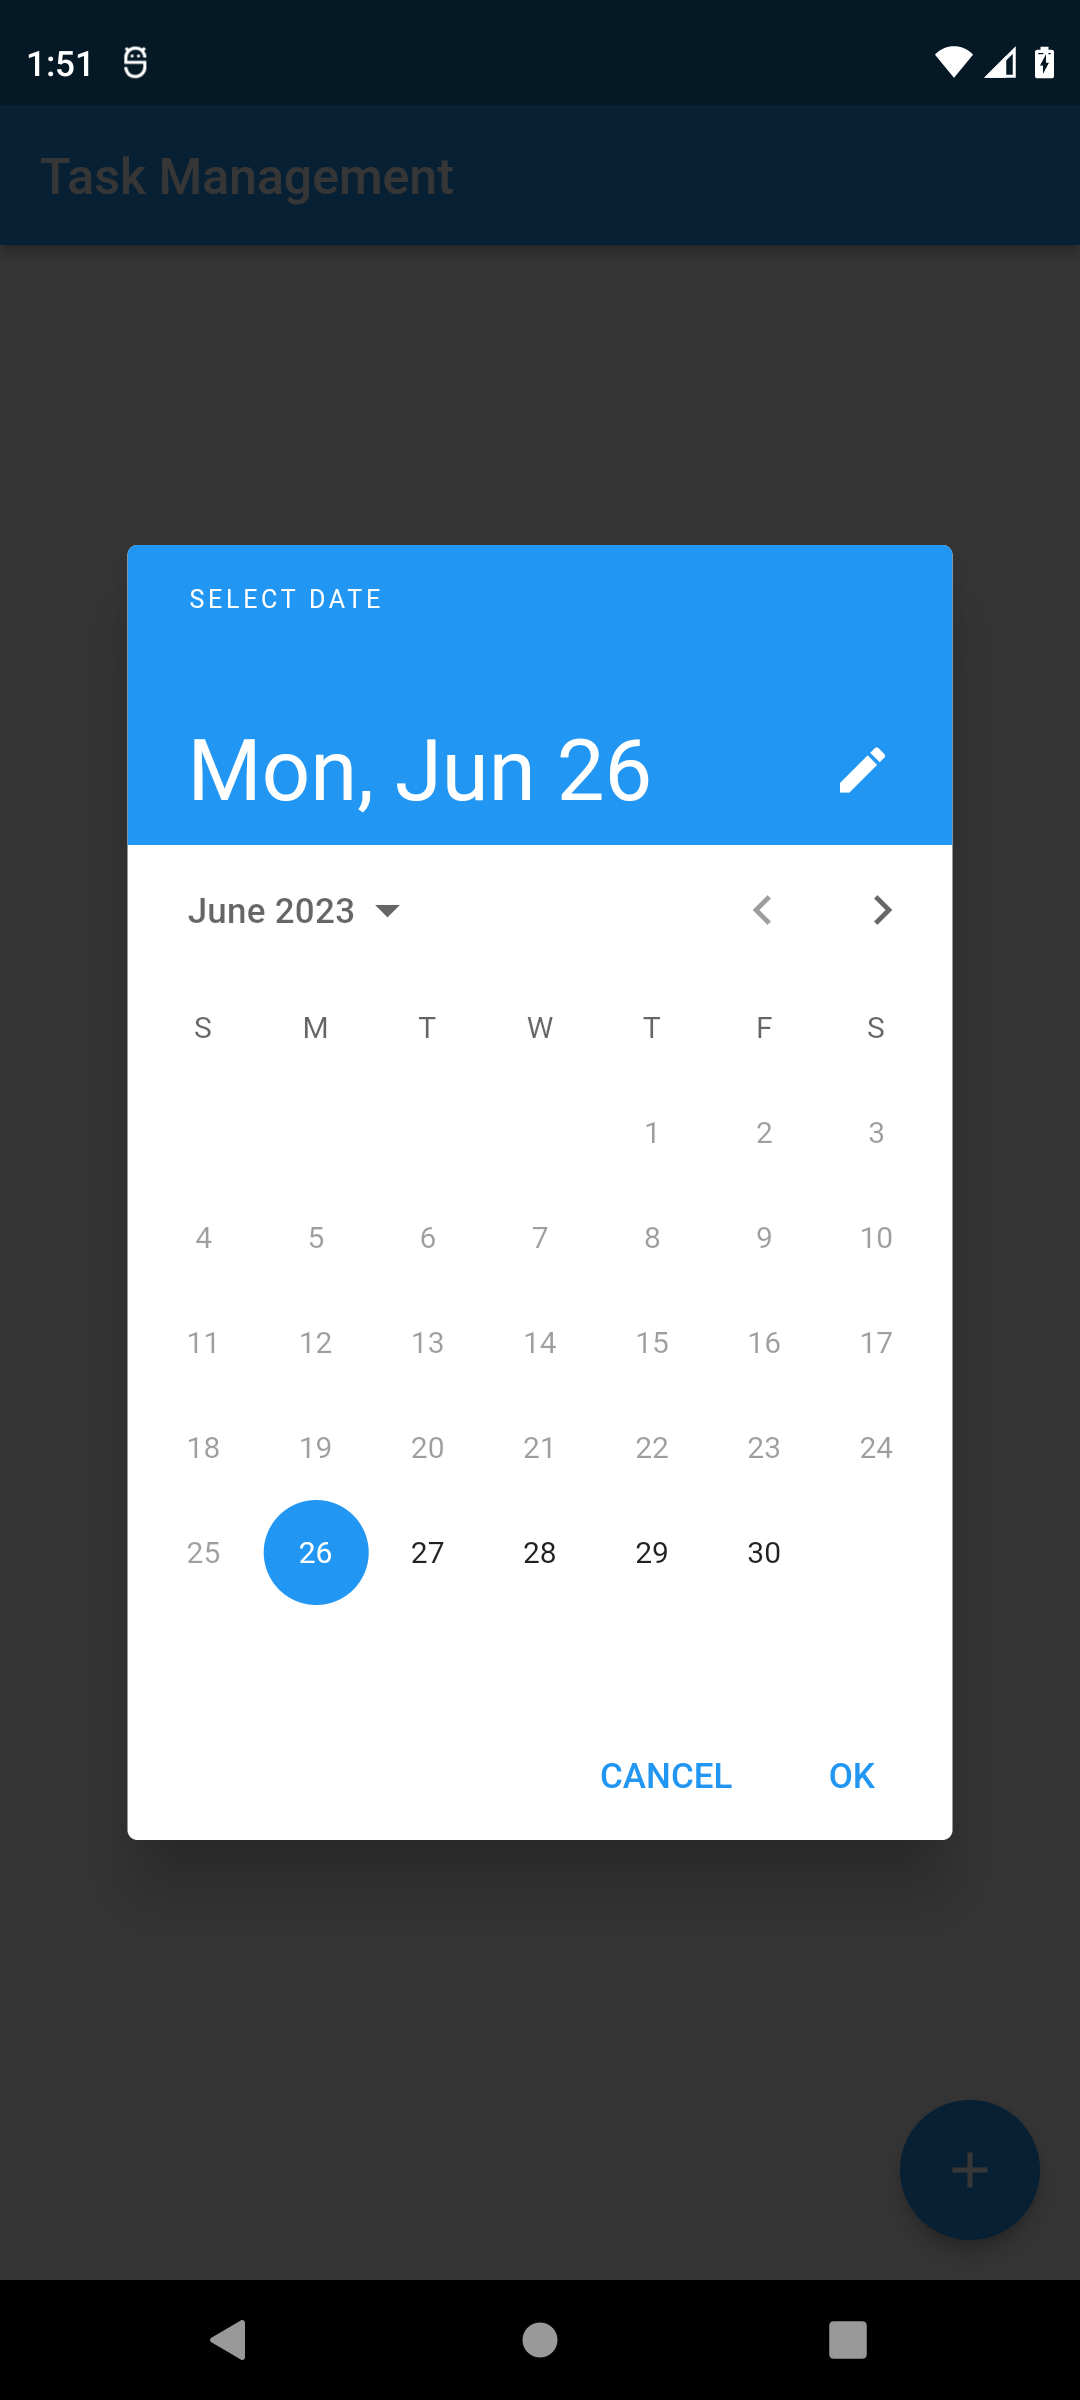 1:51
Task Management
SELECT DATE
Mon, Jun 26
June 2023
S M T W T F S
1 2 3
4 5 6 7 8 9 10
11 12 13 14 15 16 17
18 19 20 21 22 23 24
25 26 27 28 29 30
CANCEL OK